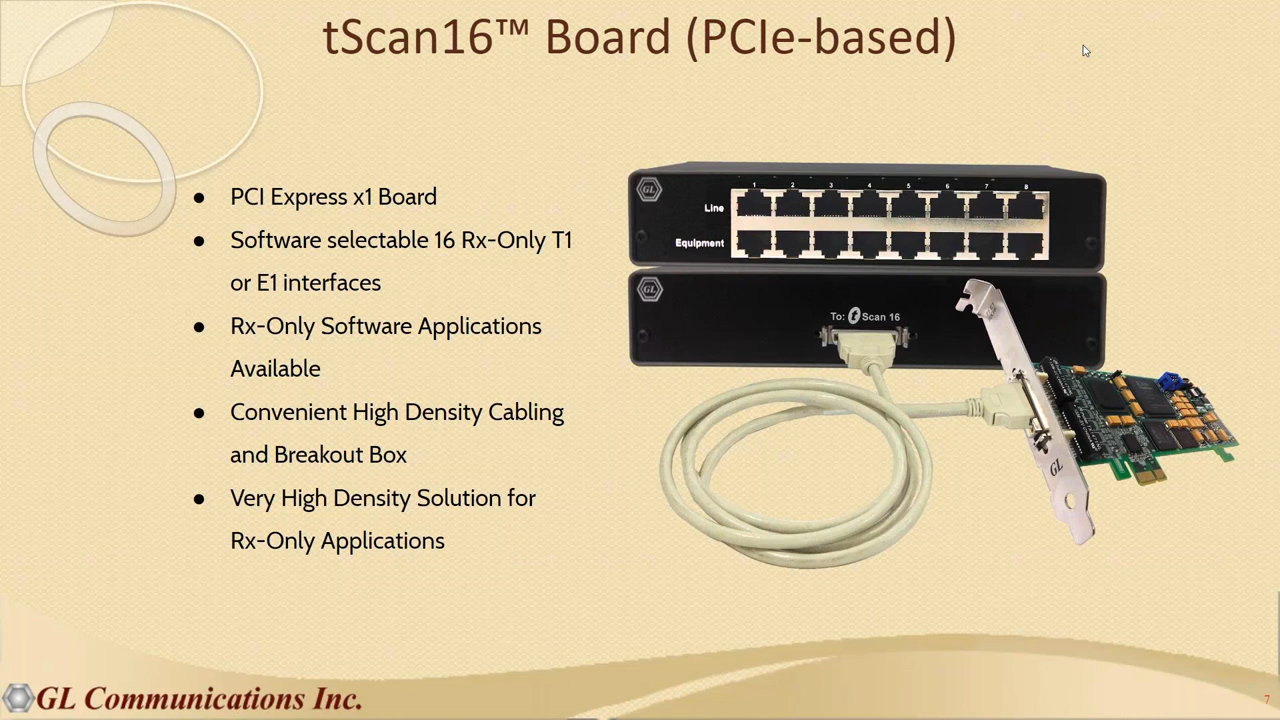 tScan16™ Board (PCIe-based)
● PCI Express x1 Board
● Software selectable 16 Rx-Only T1
or E1 interfaces
● Rx-Only Software Applications
Available
● Convenient High Density Cabling
and Breakout Box
● Very High Density Solution for
Rx-Only Applications
GL
1 2 3 4 5 6 7 8
Line
Equipment
GL
To: tScan 16
GL
GL Communications Inc.
7